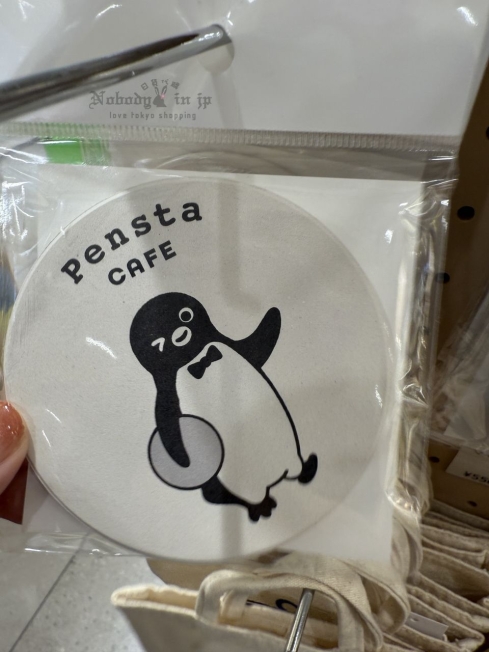 Nobody in jp
love tokyo shopping
Pensta
CAFE